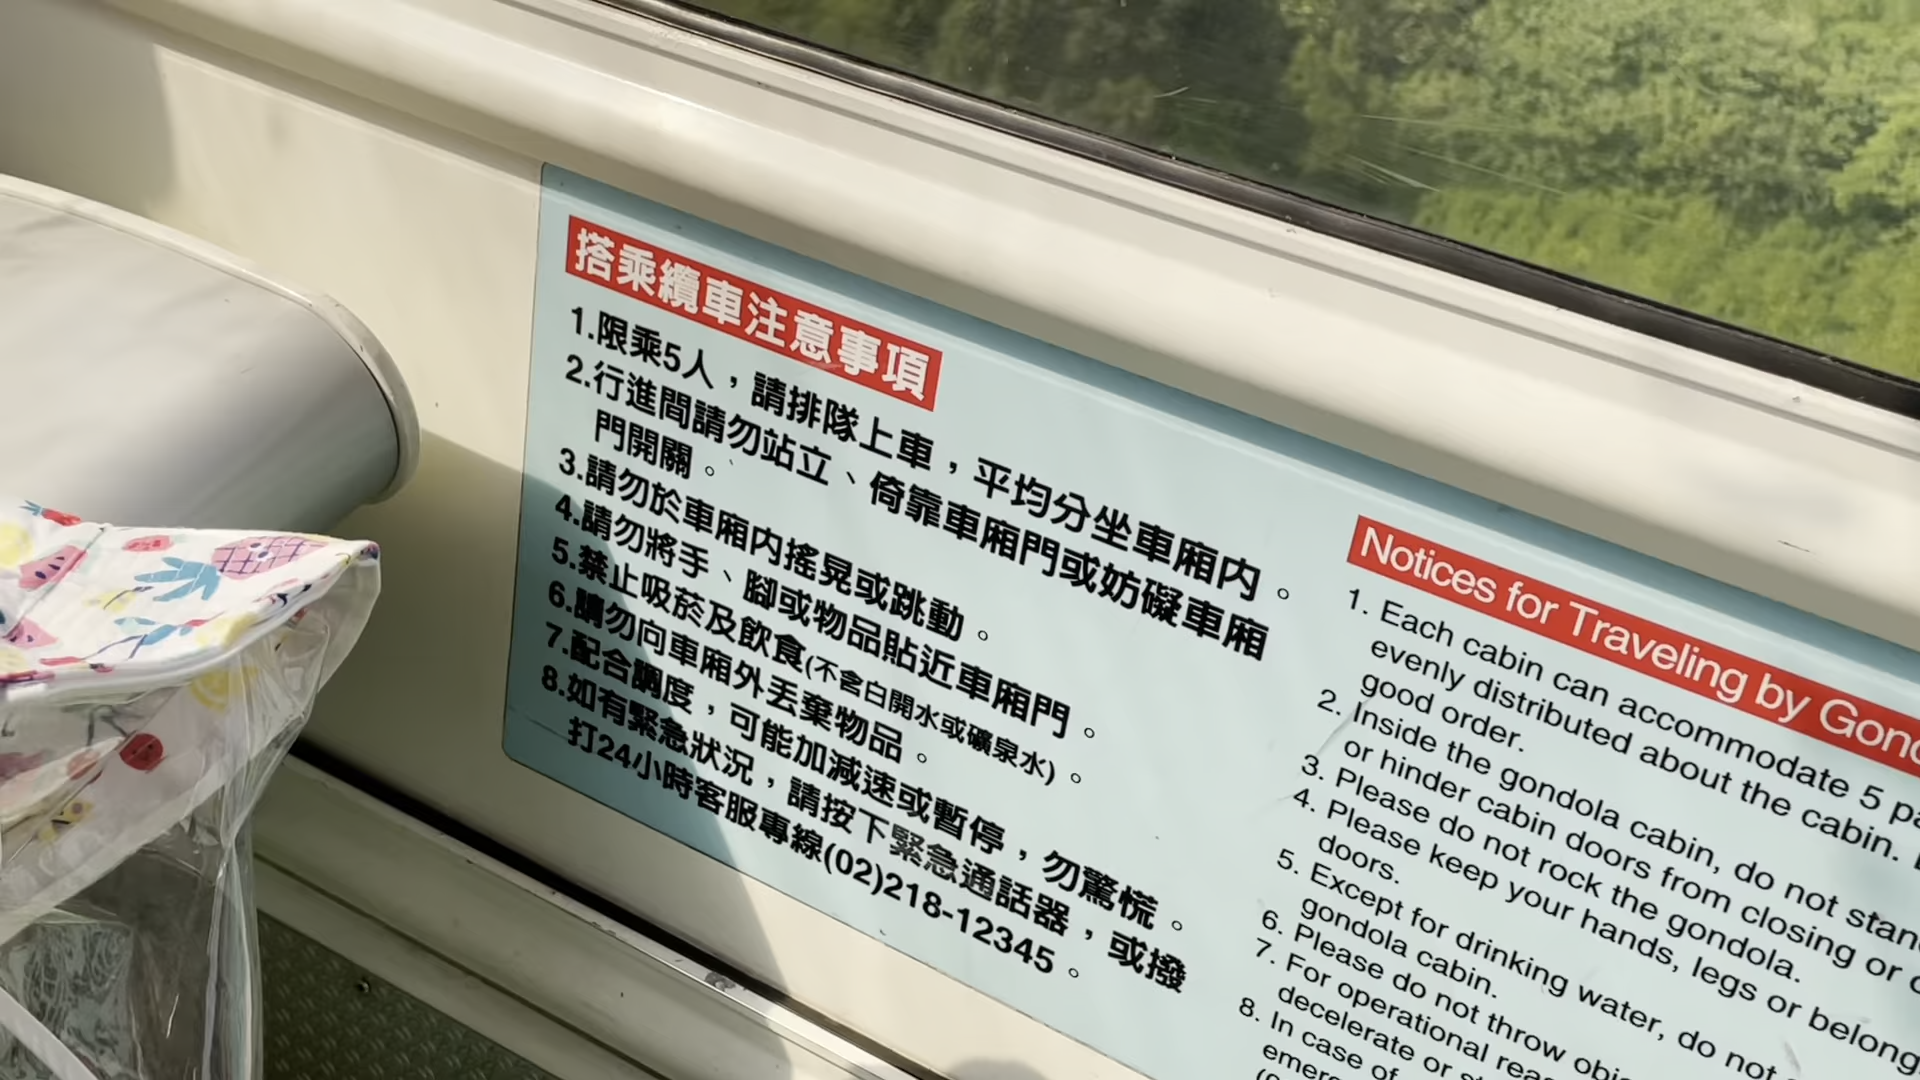 搭乘纜車注意事項
1.限乘5人，請排隊上車，平均分坐車廂內。
2.行進間請勿站立、倚靠車廂門或妨礙車廂
門開關。
3.請勿於車廂內搖晃或跳動。
4.請勿將手、腳或物品貼近車廂門。
5.禁止吸菸及飲食(不含白開水或礦泉水)。
6.請勿向車廂外丟棄物品。
7.配合調度，可能加減速或暫停，勿驚慌。
8.如有緊急狀況，請按下緊急通話器，或撥
打24小時客服專線(02)218-12345。
Notices for Traveling by
1. Each cabin can accommodate 5
evenly distributed about the cabin.
good order.
2. Inside the gondola cabin, do not
or hinder cabin doors from closing or
3. Please do not rock the gondola.
4. Please keep your hands, legs or
doors.
5. Except for drinking water, do not
gondola cabin.
6. Please do not throw
7. For operational
decelerate or
8. In case of